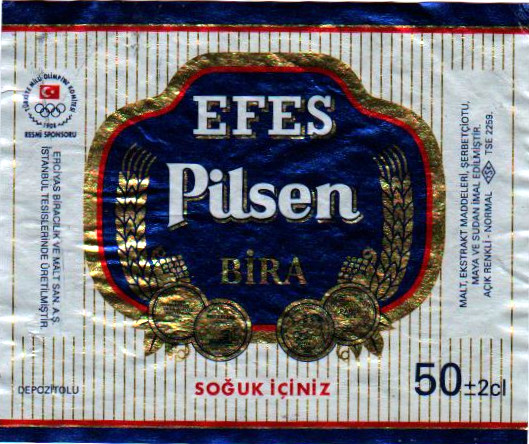 TÜRKİYE MİLLİ OLİMPİYAT KOMİTESİ
RESMİ SPONSORU
ERCİYAS BİRACILIK VE MALT SAN. A.Ş.
İSTANBUL TESİSLERİNDE ÜRETİLMİŞTİR.
DEPOZİTOLU
EFES
Pilsen
BİRA
SOĞUK İÇİNİZ
MALT, EKSTRAKT MADDELERİ, ŞERBETÇİOTU,
MAYA VE SUDAN İMAL EDİLMİŞTİR.
AÇIK RENKLİ - NORMAL TSE 2259.
50±2cl